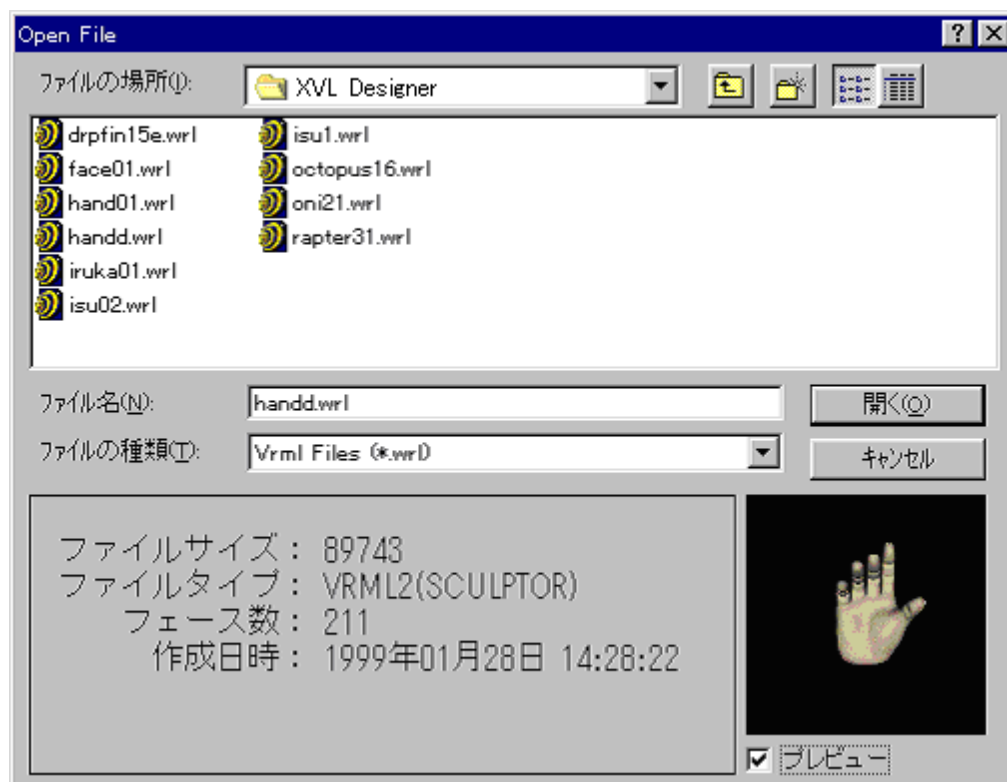 Open File
ファイルの場所(I):
XVL Designer
drpfin15e.wrl
face01.wrl
hand01.wrl
handd.wrl
iruka01.wrl
isu02.wrl
isu1.wrl
octopus16.wrl
oni21.wrl
rapter31.wrl
ファイル名(N):
handd.wrl
開く(O)
ファイルの種類(T):
Vrml Files (*.wrl)
キャンセル
ファイルサイズ： 89743
ファイルタイプ： VRML2(SCULPTOR)
フェース数： 211
作成日時： 1999年01月28日 14:28:22
プレビュー